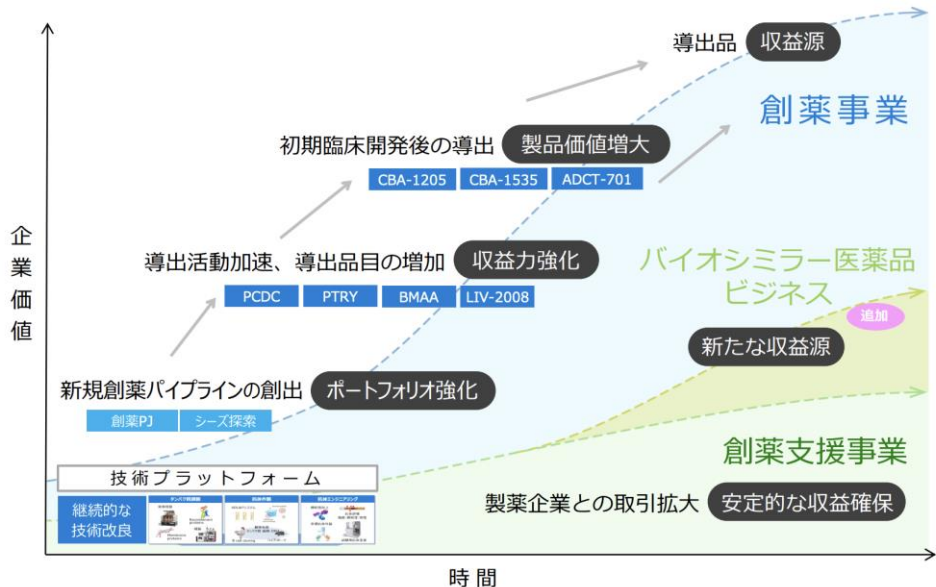 導出品 収益源
創薬事業
初期臨床開発後の導出 製品価値増大
CBA-1205 CBA-1535 ADCT-701
企業価値
導出活動加速、導出品目の増加 収益力強化
PCDC PTRY BMAA LIV-2008
バイオシミラー医薬品
ビジネス
追加
新たな収益源
新規創薬パイプラインの創出 ポートフォリオ強化
創薬PJ シーズ探索
創薬支援事業
技術プラットフォーム
継続的な
技術改良
製薬企業との取引拡大 安定的な収益確保
時間